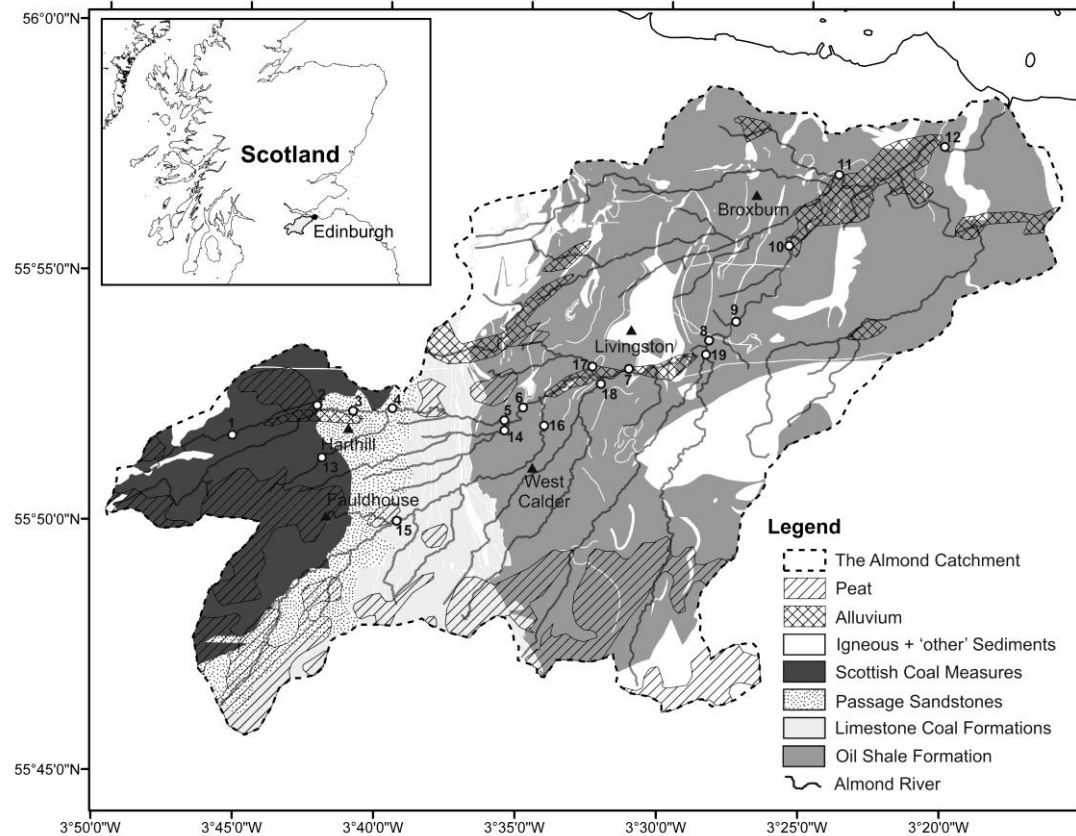 56°0'0"N
55°55'0"N
55°50'0"N
55°45'0"N
Scotland
Edinburgh
12
11
Broxburn
10
9
8
Livingston
19
17
7
18
6
5
14
16
4
3
2
1
Harthill
13
West
Calder
Fauldhouse
15
Legend
The Almond Catchment
Peat
Alluvium
Igneous + 'other' Sediments
Scottish Coal Measures
Passage Sandstones
Limestone Coal Formations
Oil Shale Formation
Almond River
3°50'0"W 3°45'0"W 3°40'0"W 3°35'0"W 3°30'0"W 3°25'0"W 3°20'0"W